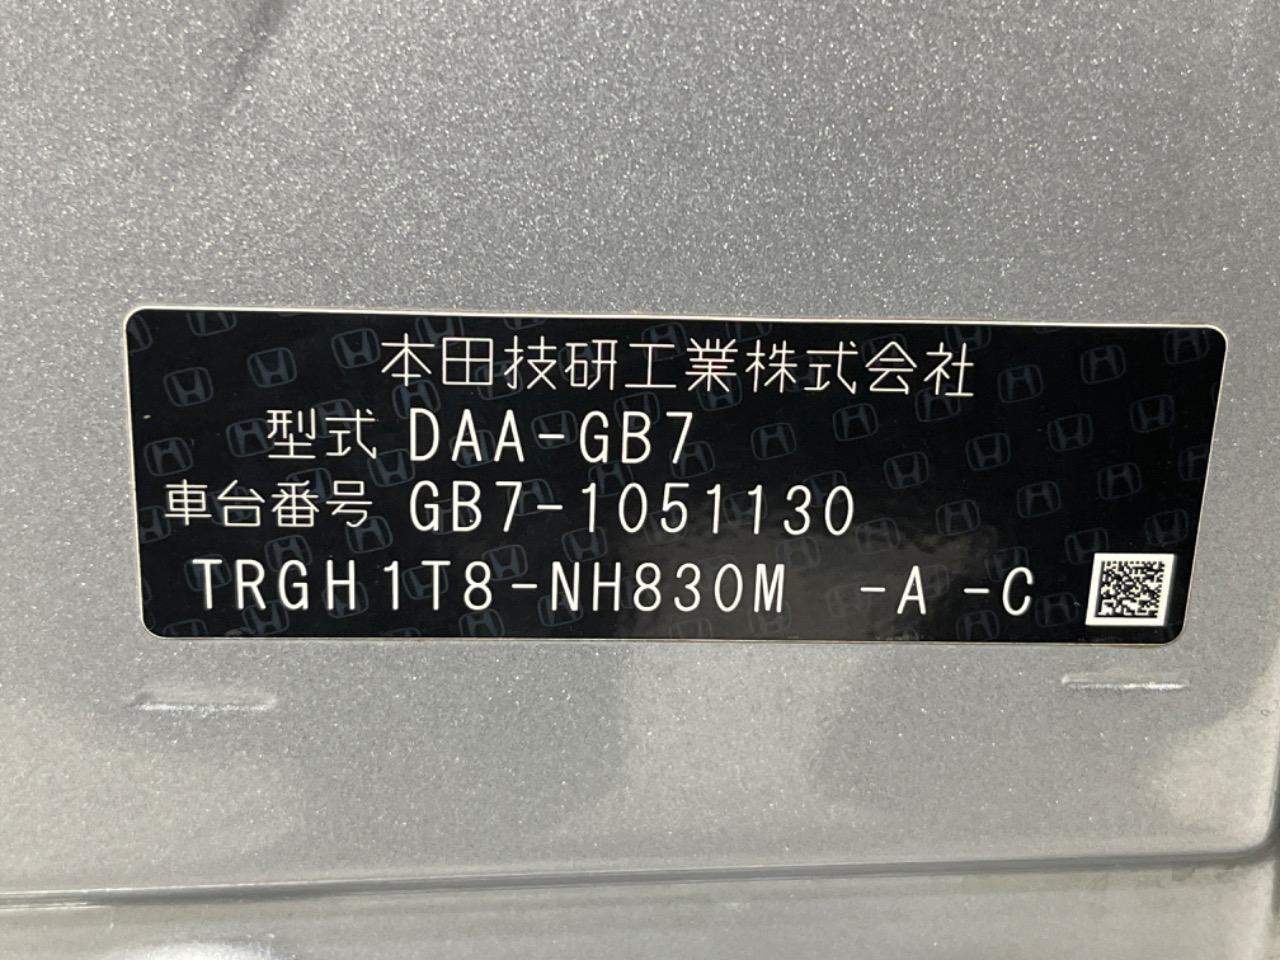 本田技研工業株式会社
型式 DAA-GB7
車台番号 GB7-1051130
TRGH1T8-NH830M -A -C